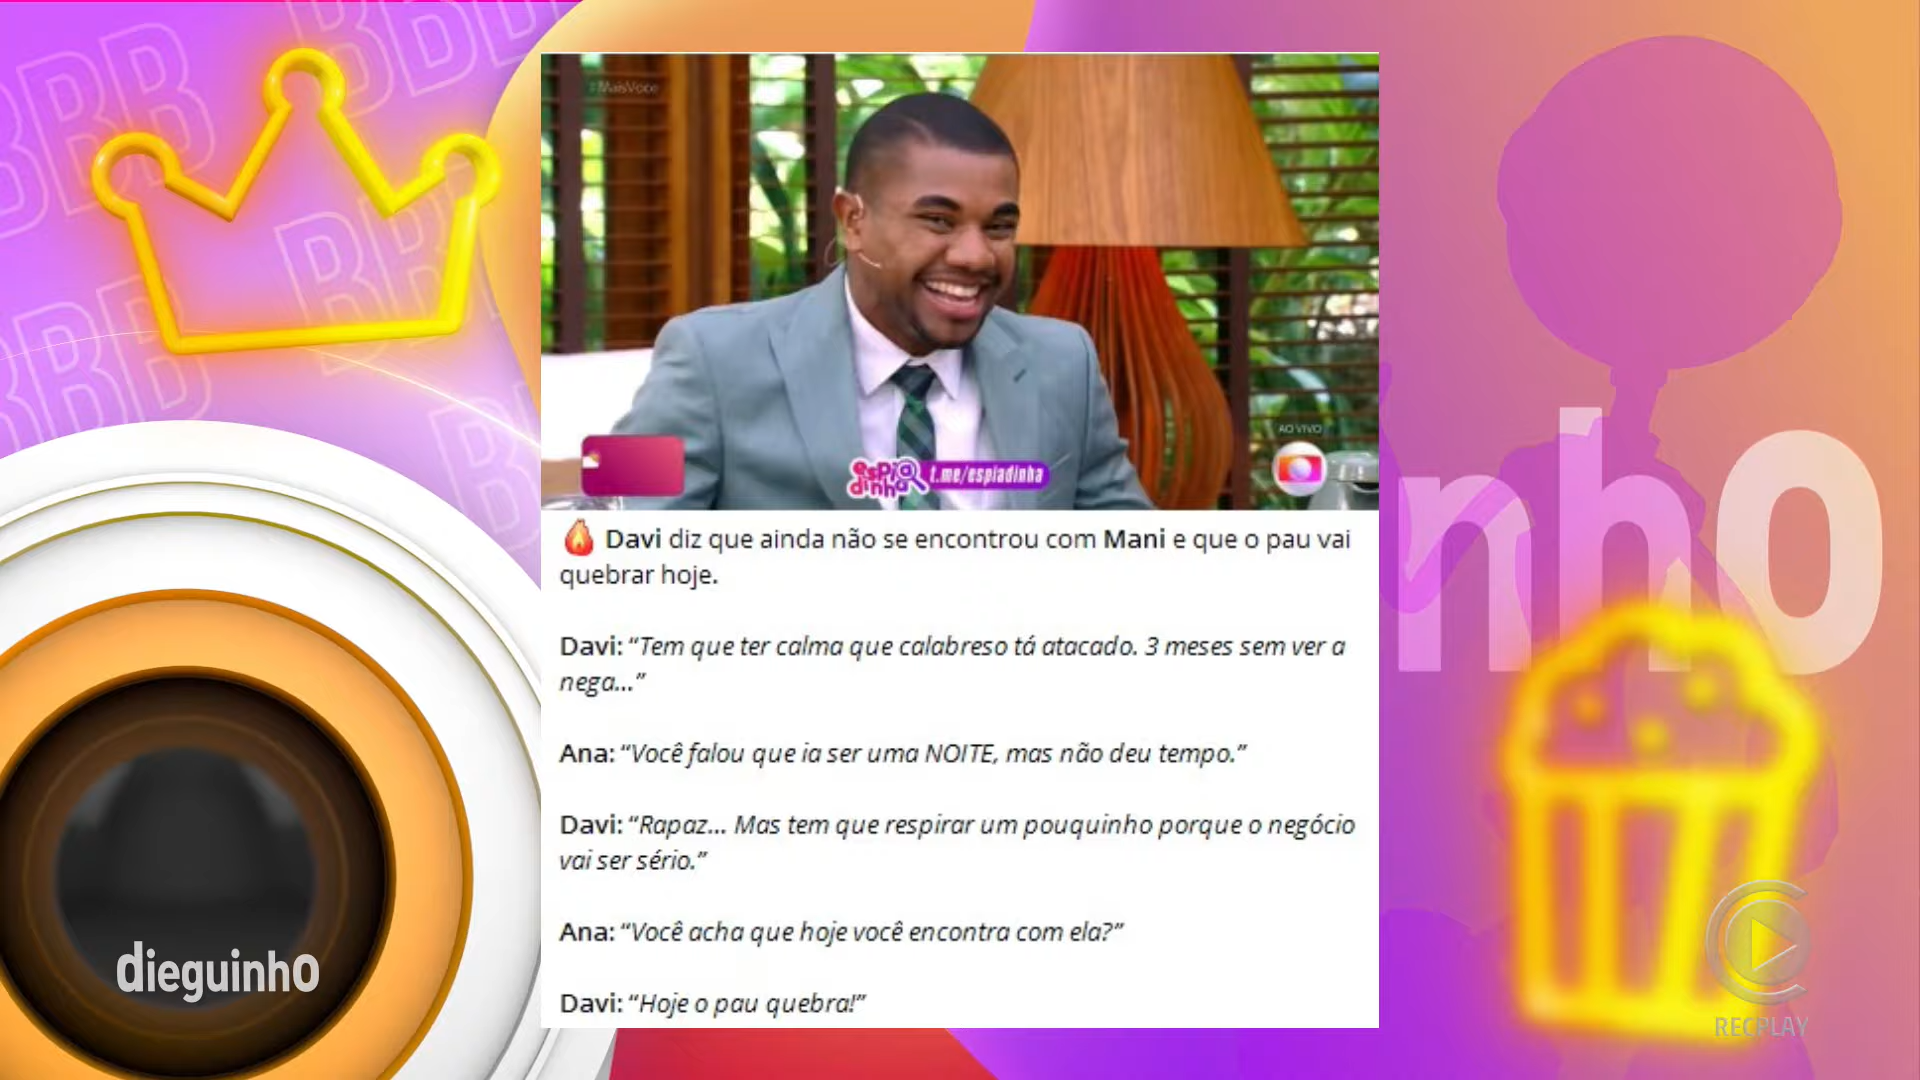 BBB
BBB
BBB
BBB
BBB
#MaisVoce
AO VIVO
espiadinha
t.me/espiadinha
Davi diz que ainda não se encontrou com Mani e que o pau vai
quebrar hoje.
Davi: “Tem que ter calma que calabreso tá atacado. 3 meses sem ver a
nega...”
Ana: “Você falou que ia ser uma NOITE, mas não deu tempo.”
Davi: “Rapaz... Mas tem que respirar um pouquinho porque o negócio
vai ser sério.”
Ana: “Você acha que hoje você encontra com ela?”
Davi: “Hoje o pau quebra!”
nho
dieguinho
RECPLAY